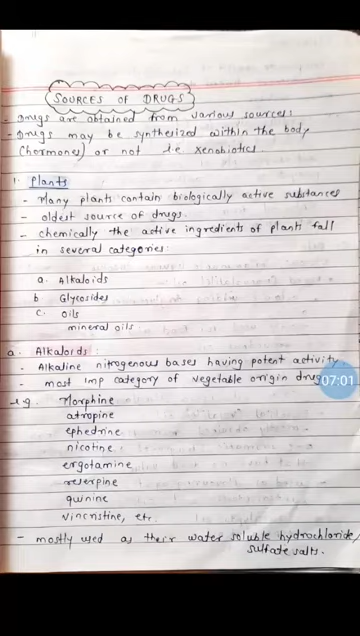 SOURCES OF DRUGS
- Drugs are obtained from various sources:
- Drugs may be synthesized within the body
(hormones) or not i.e. xenobiotics
1. Plants
- Many plants contain biologically active substances
- oldest source of drugs.
- chemically the active ingredients of plants fall
in several categories:
a. Alkaloids
b. Glycosides
c. Oils
mineral oils
a. Alkaloids:
- Alkaline nitrogenous bases having potent activity
- most imp category of vegetable origin drug
07:01
e.g. Morphine
atropine
ephedrine
nicotine
ergotamine
reserpine
quinine
vincristine, etc.
- mostly used as their water soluble hydrochloride/
sulfate salts.